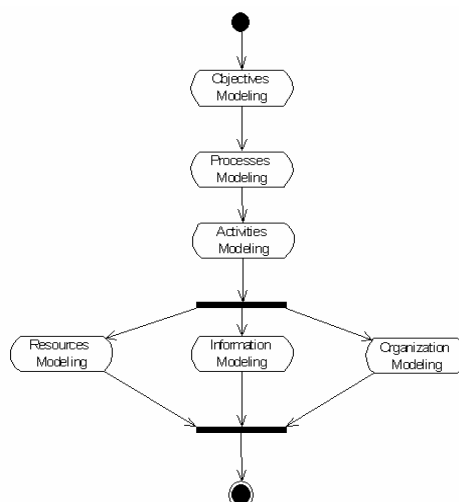 Objectives
Modeling
Processes
Modeling
Activities
Modeling
Resources
Modeling
Information
Modeling
Organization
Modeling